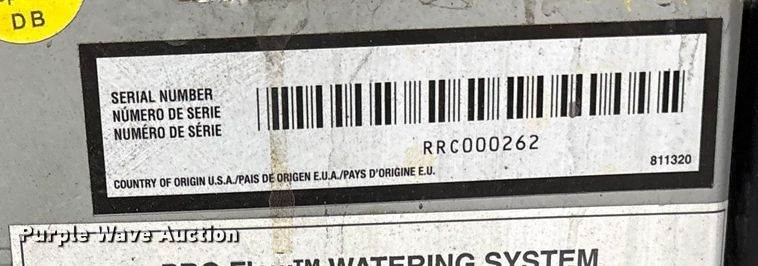 DB
SERIAL NUMBER
NÚMERO DE SERIE
NUMÉRO DE SÉRIE
RRC000262
COUNTRY OF ORIGIN U.S.A./PAIS DE ORIGEN E.U.A./PAYS D'ORIGINE E.U.
811320
Purple Wave Auction
WATERING SYSTEM